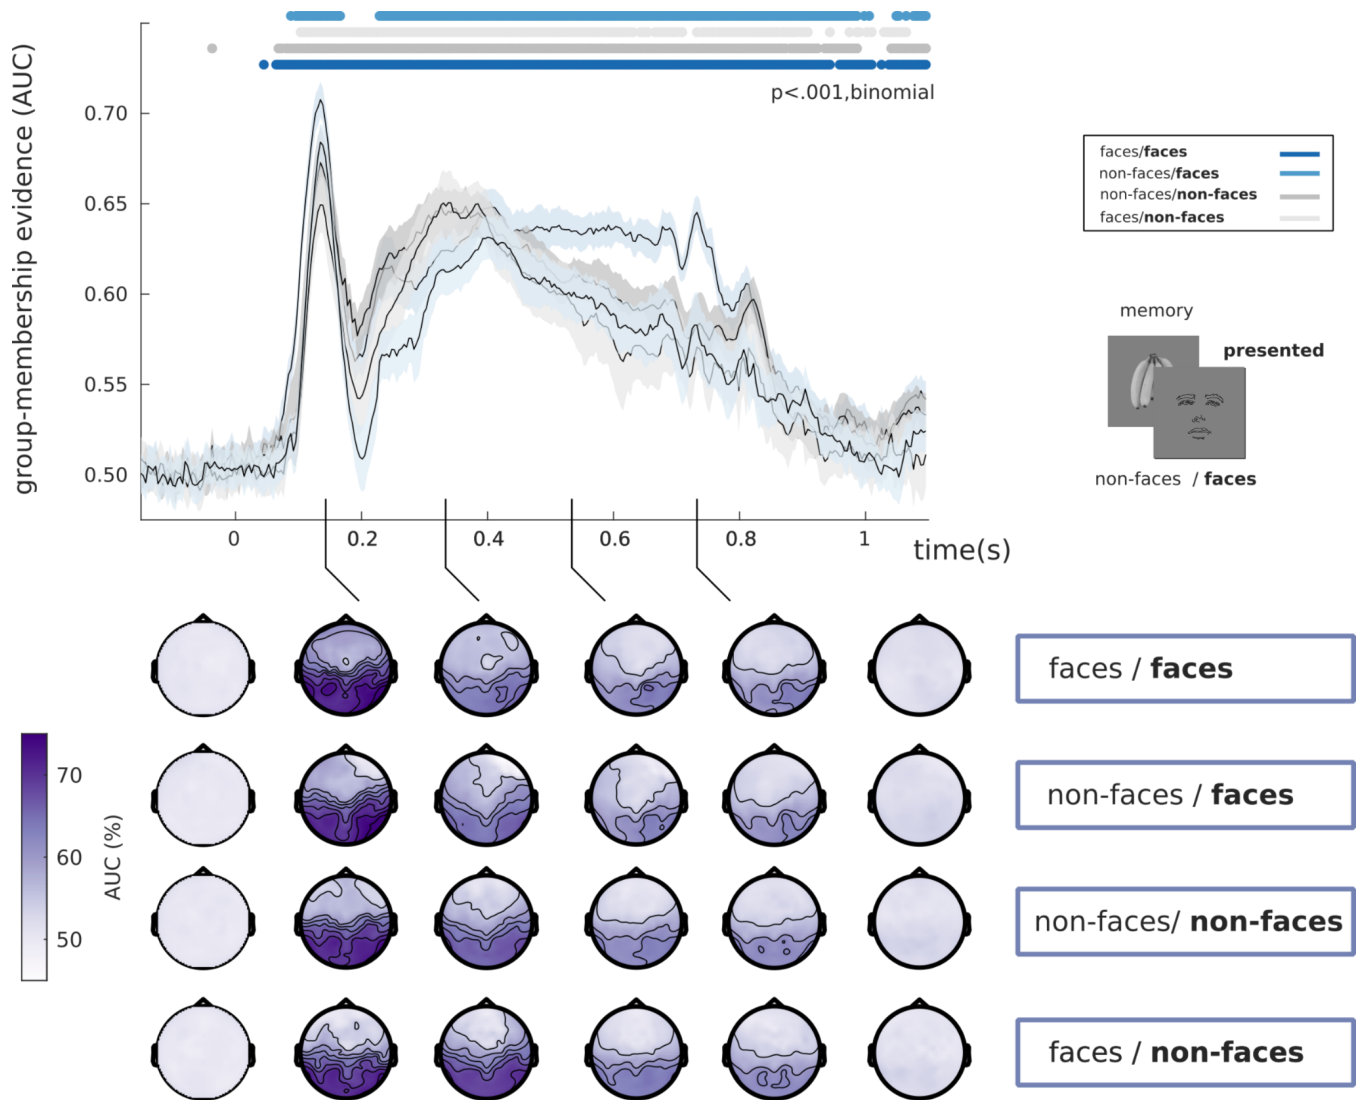 group-membership evidence (AUC)
0.70
0.65
0.60
0.55
0.50
p<.001,binomial
0 0.2 0.4 0.6 0.8 1
time(s)
faces/faces
non-faces/faces
non-faces/non-faces
faces/non-faces
memory
presented
non-faces / faces
faces / faces
non-faces / faces
non-faces/ non-faces
faces / non-faces
70
60
50
AUC (%)